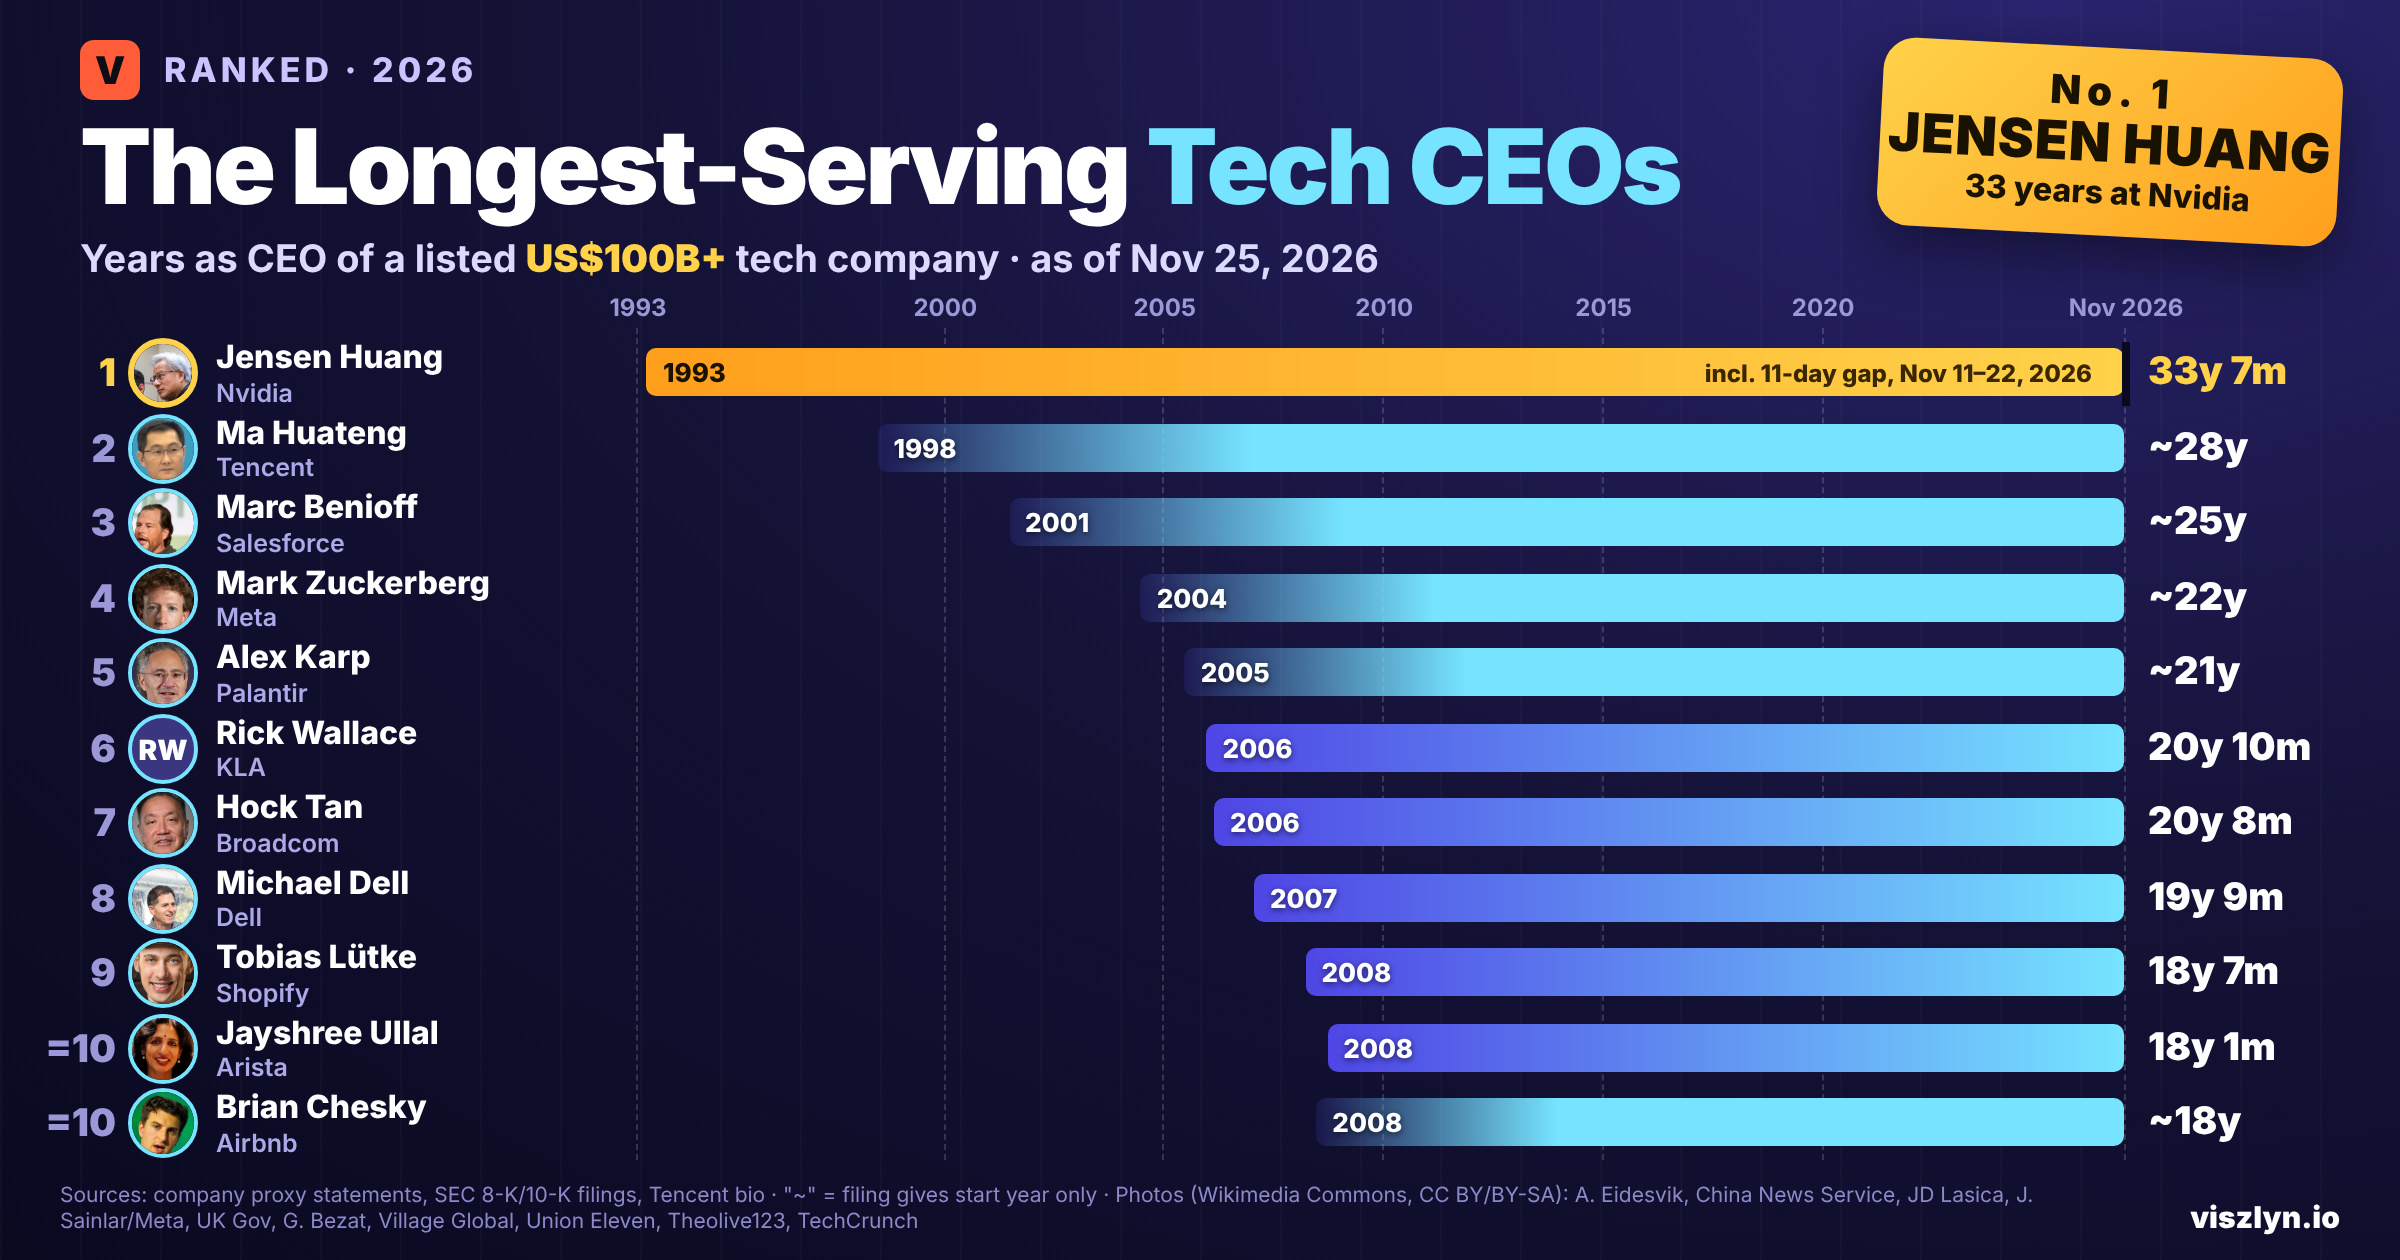 V RANKED · 2026
The Longest-Serving Tech CEOs
Years as CEO of a listed US$100B+ tech company · as of Nov 25, 2026
No. 1
JENSEN HUANG
33 years at Nvidia
1993 2000 2005 2010 2015 2020 Nov 2026
1 Jensen Huang 1993 incl. 11-day gap, Nov 11–22, 2026 33y 7m
Nvidia
2 Ma Huateng 1998 ~28y
Tencent
3 Marc Benioff 2001 ~25y
Salesforce
4 Mark Zuckerberg 2004 ~22y
Meta
5 Alex Karp 2005 ~21y
Palantir
6 RW Rick Wallace 2006 20y 10m
KLA
7 Hock Tan 2006 20y 8m
Broadcom
8 Michael Dell 2007 19y 9m
Dell
9 Tobias Lütke 2008 18y 7m
Shopify
=10 Jayshree Ullal 2008 18y 1m
Arista
=10 Brian Chesky 2008 ~18y
Airbnb
Sources: company proxy statements, SEC 8-K/10-K filings, Tencent bio · "~" = filing gives start year only · Photos (Wikimedia Commons, CC BY/BY-SA): A. Eidesvik, China News Service, JD Lasica, J.
Sainlar/Meta, UK Gov, G. Bezat, Village Global, Union Eleven, Theolive123, TechCrunch
viszlyn.io